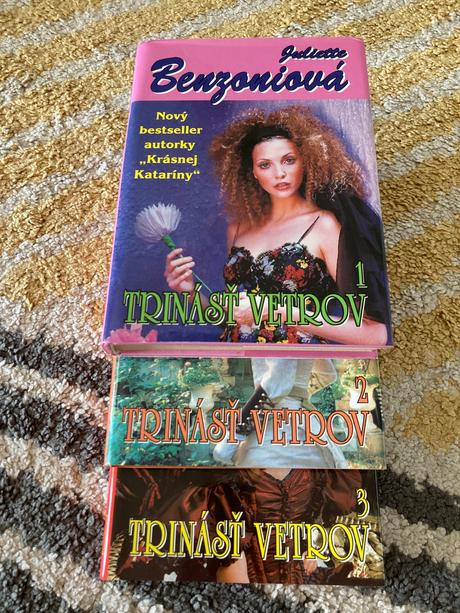 Juliette
Benzoniová
Nový
bestseller
autorky
„Krásnej
Kataríny“
1
TRINÁSŤ VETROV
2
TRINÁSŤ VETROV
3
TRINÁSŤ VETROV